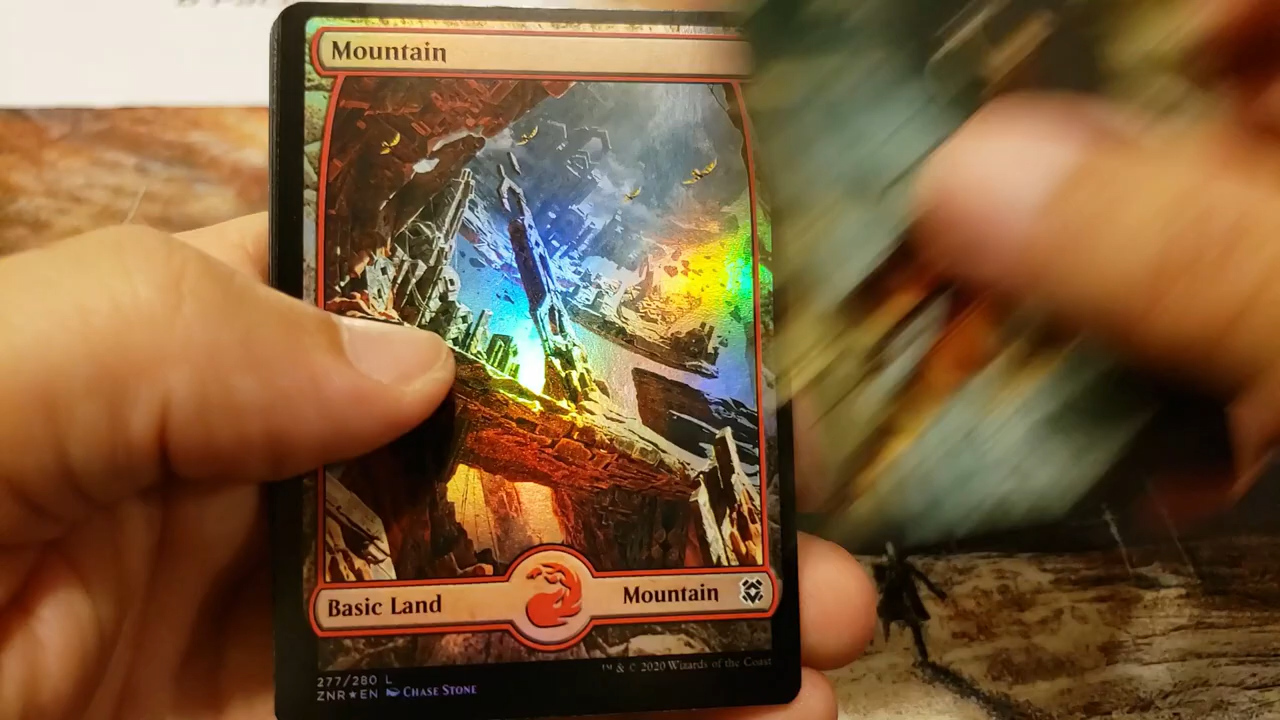 Mountain
Basic Land Mountain
™ & © 2020 Wizards of the Coast
277/280 L
ZNR★EN CHASE STONE